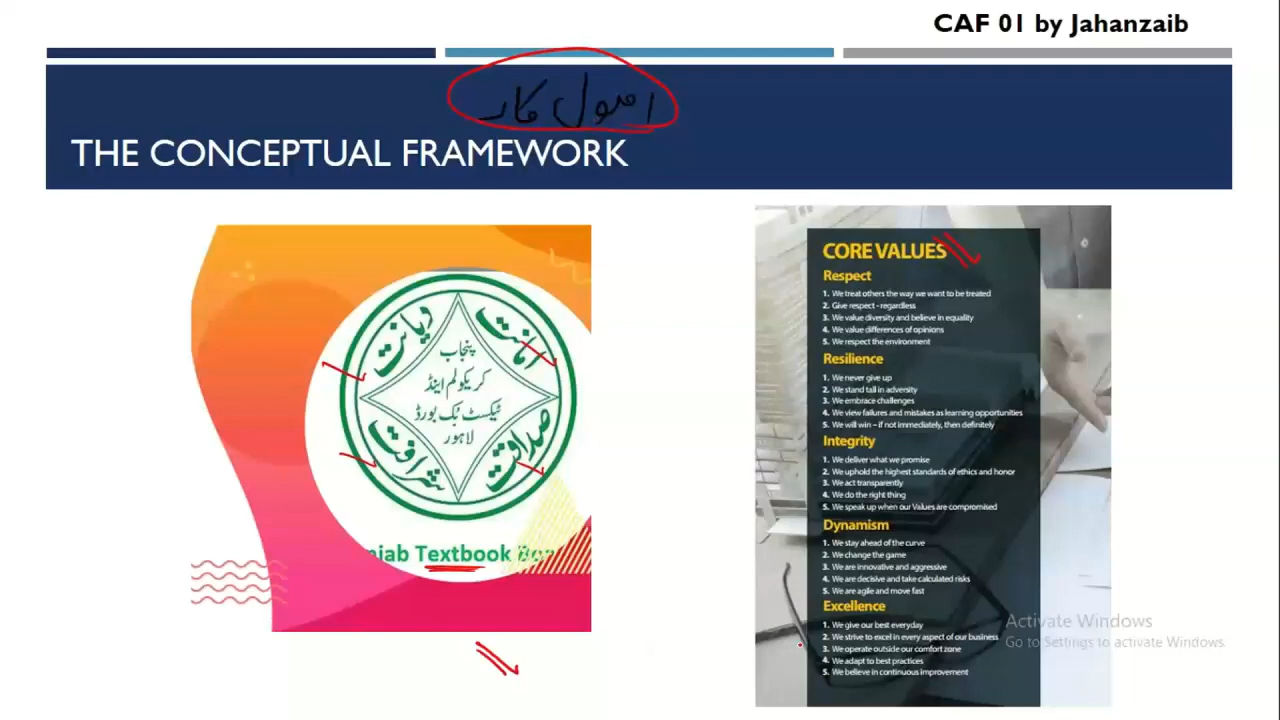 CAF 01 by Jahanzaib
اصول کار
THE CONCEPTUAL FRAMEWORK
دیانت
امانت
پنجاب
کریکولم اینڈ
ٹیکسٹ بک بورڈ
لاہور
شرافت
صداقت
Textbook
CORE VALUES
Respect
1. We treat others the way we want to be treated
2. Give respect - regardless
3. We value diversity and believe in equality
4. We value differences of opinions
5. We respect the environment
Resilience
1. We never give up
2. We stand tall in adversity
3. We embrace challenges
4. We view failures and mistakes as learning opportunities
5. We will win – if not immediately, then definitely
Integrity
1. We deliver what we promise
2. We uphold the highest standards of ethics and honor
3. We act transparently
4. We do the right thing
5. We speak up when our Values are compromised
Dynamism
1. We stay ahead of the curve
2. We change the game
3. We are innovative and aggressive
4. We are decisive and take calculated risks
5. We are agile and move fast
Excellence
1. We give our best everyday
2. We strive to excel in every aspect of our business
3. We operate outside our comfort zone
4. We adapt to best practices
5. We believe in continuous improvement
Activate Windows
Go to Settings to activate Windows.